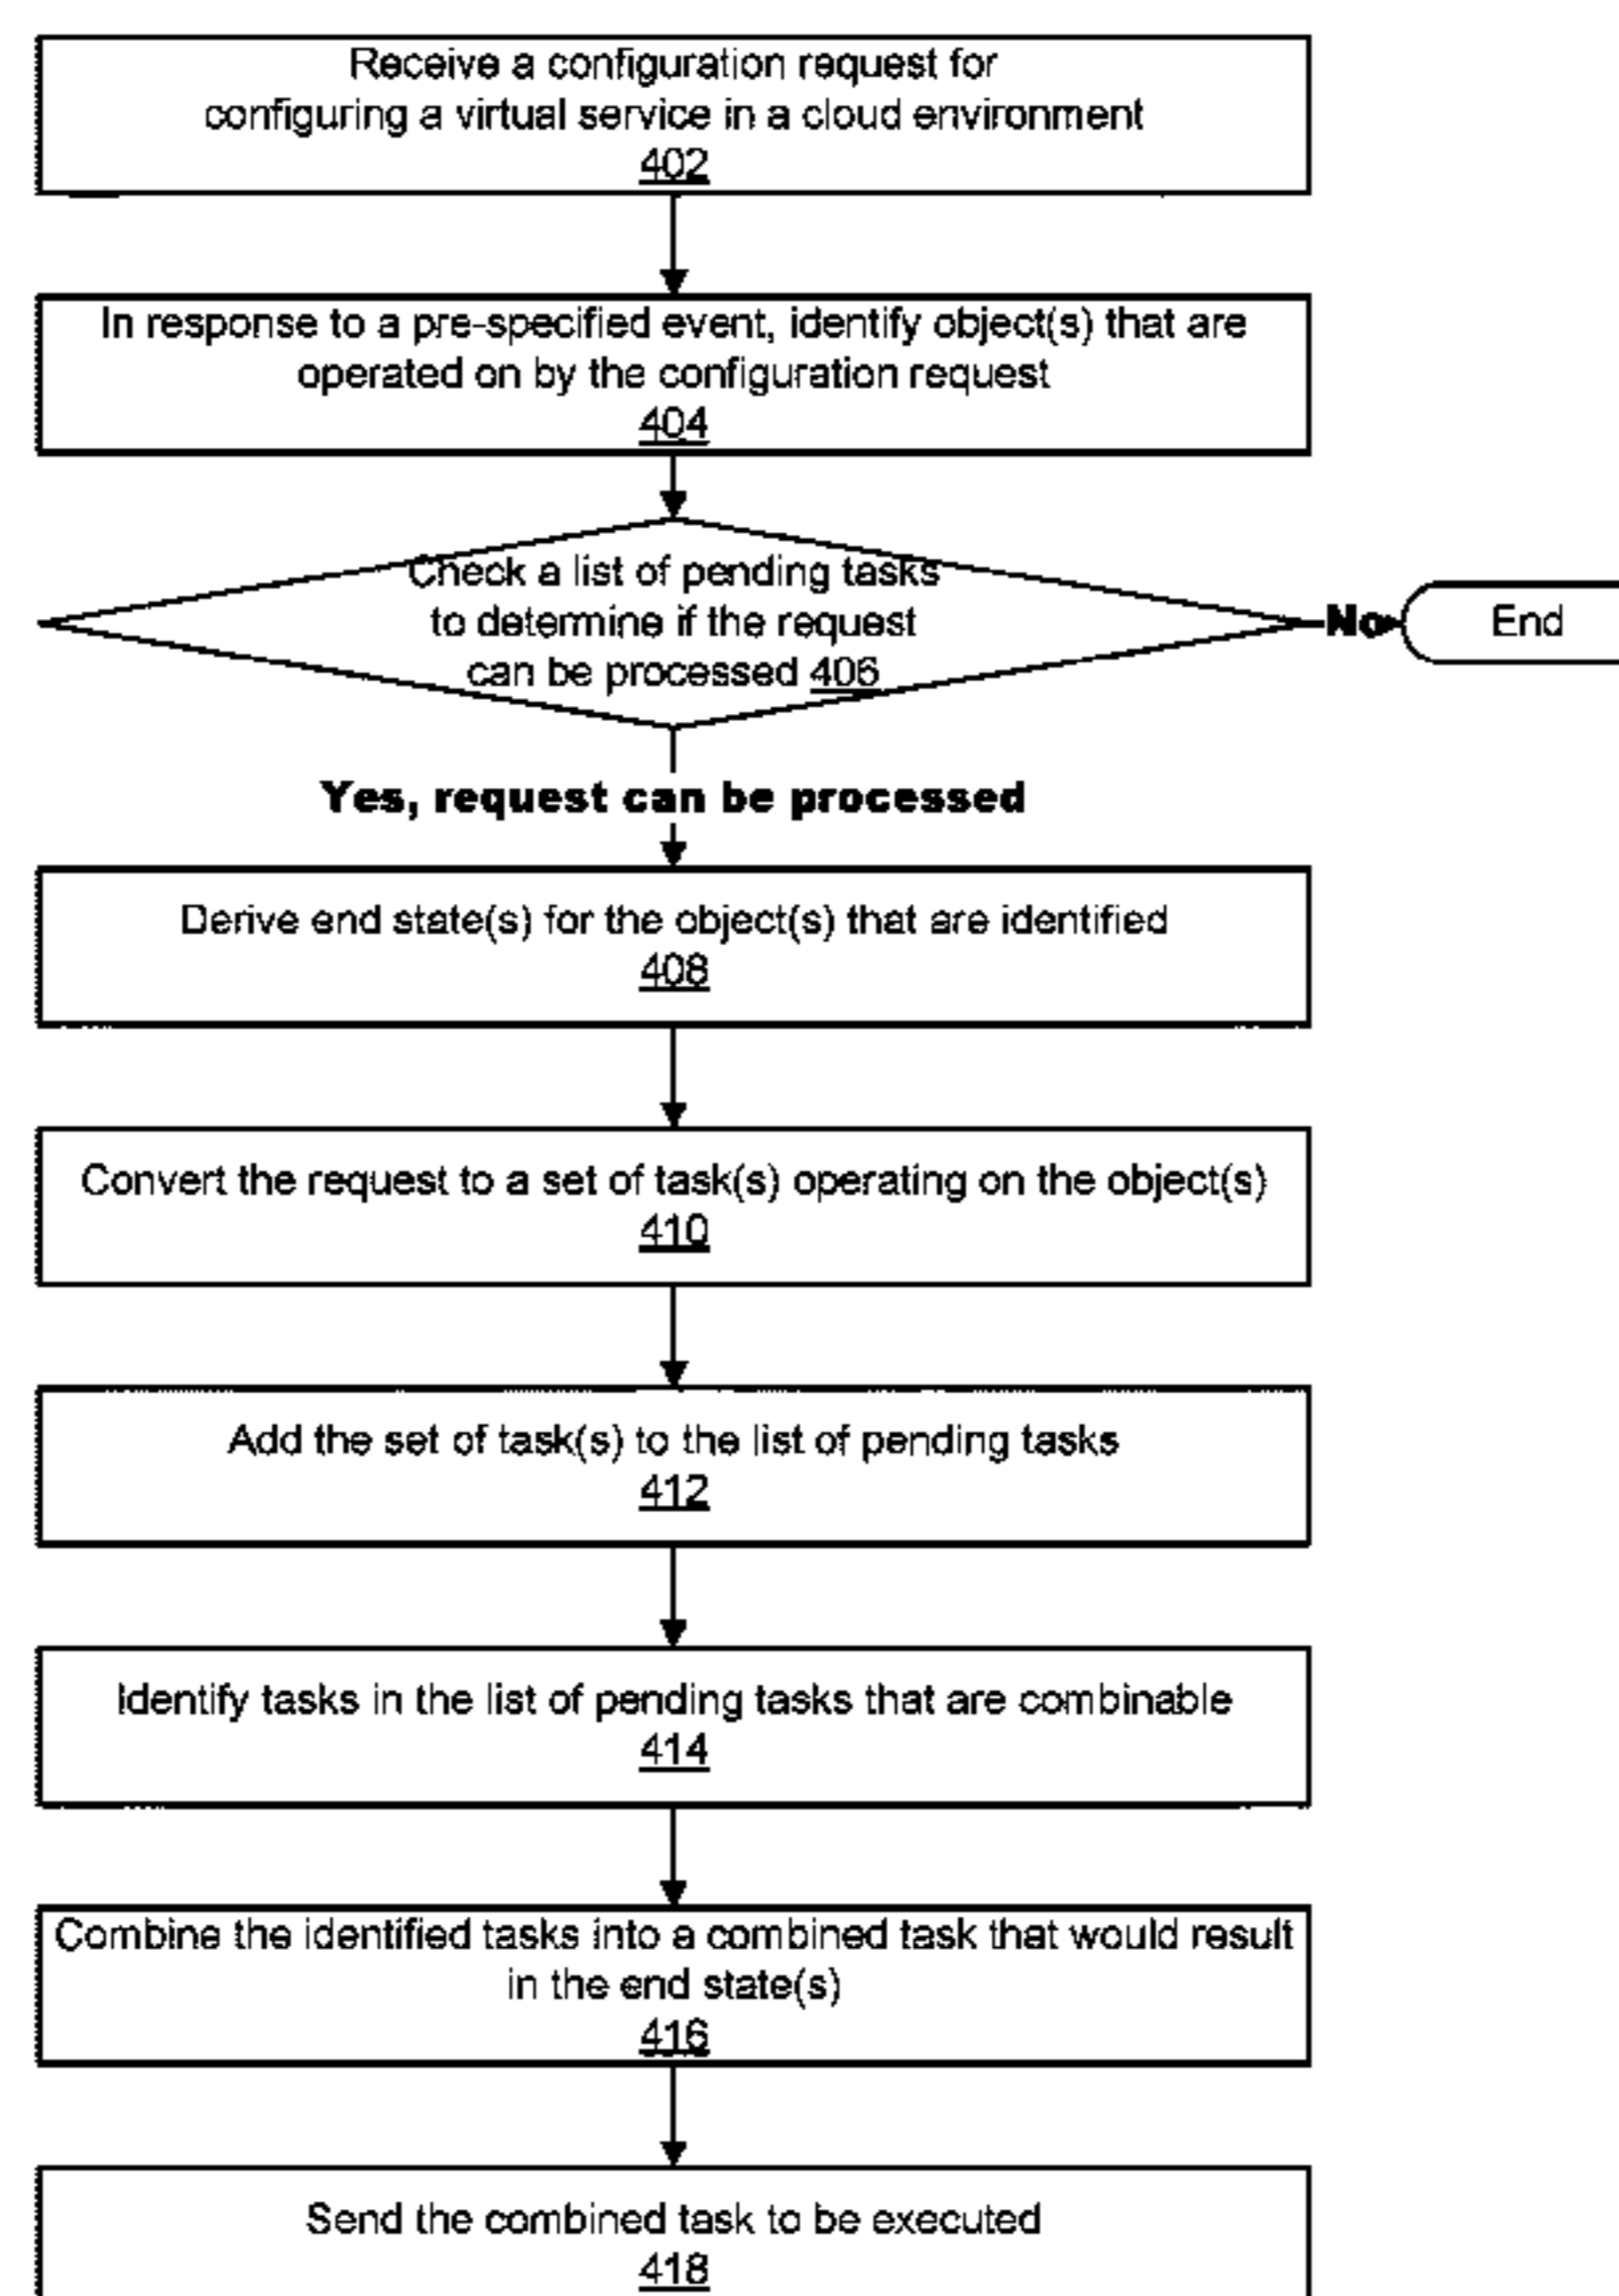 Receive a configuration request for
configuring a virtual service in a cloud environment
402
In response to a pre-specified event, identify object(s) that are
operated on by the configuration request
404
Check a list of pending tasks
to determine if the request
can be processed 406
No
End
Yes, request can be processed
Derive end state(s) for the object(s) that are identified
408
Convert the request to a set of task(s) operating on the object(s)
410
Add the set of task(s) to the list of pending tasks
412
Identify tasks in the list of pending tasks that are combinable
414
Combine the identified tasks into a combined task that would result
in the end state(s)
416
Send the combined task to be executed
418